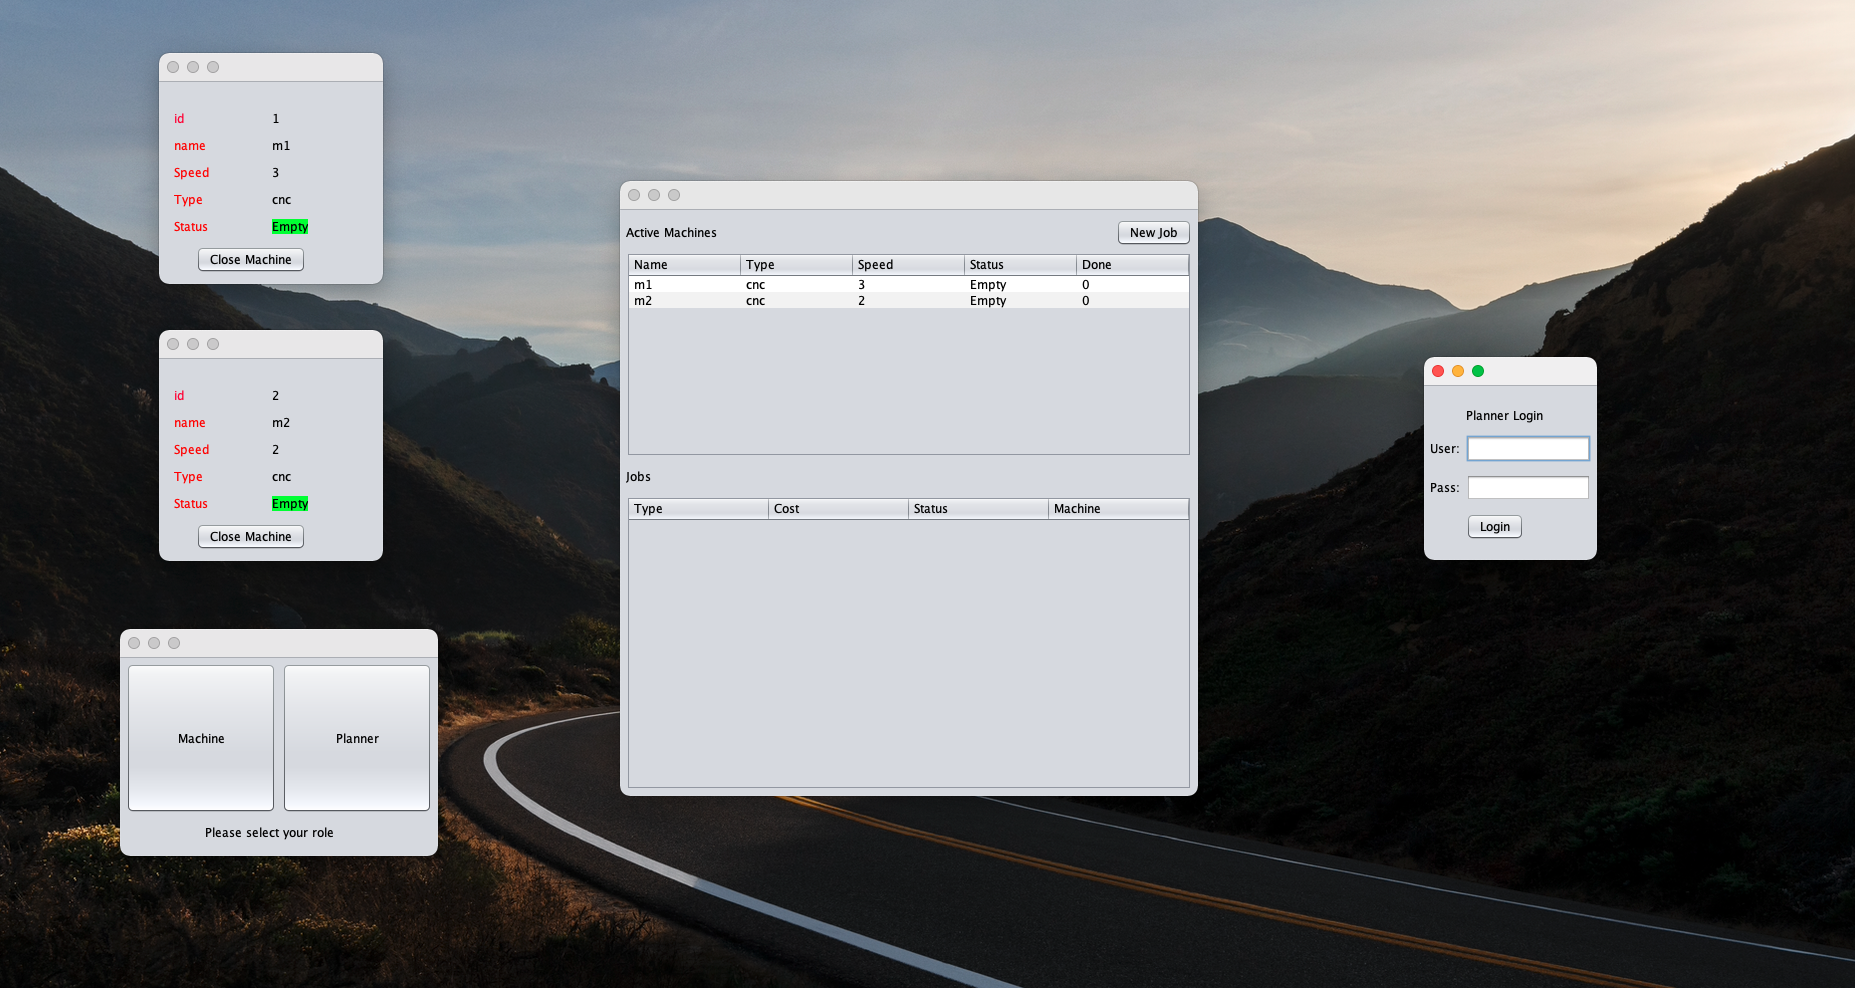 id 1
name m1
Speed 3
Type cnc
Status Empty
Close Machine
id 2
name m2
Speed 2
Type cnc
Status Empty
Close Machine
Machine Planner
Please select your role
Active Machines New Job
Name Type Speed Status Done
m1 cnc 3 Empty 0
m2 cnc 2 Empty 0
Jobs
Type Cost Status Machine
Planner Login
User:
Pass:
Login